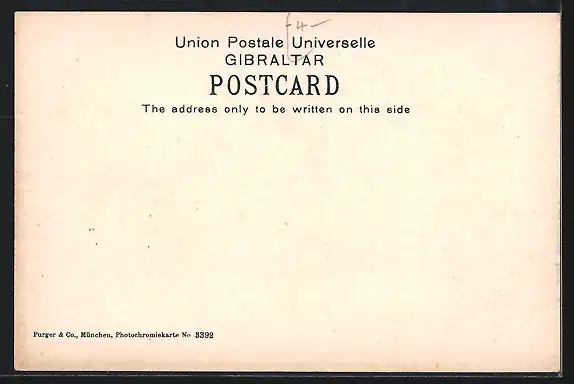 Union Postale Universelle
GIBRALTAR
POSTCARD
The address only to be written on this side
Purger & Co., München, Photochromiekarte No 3392